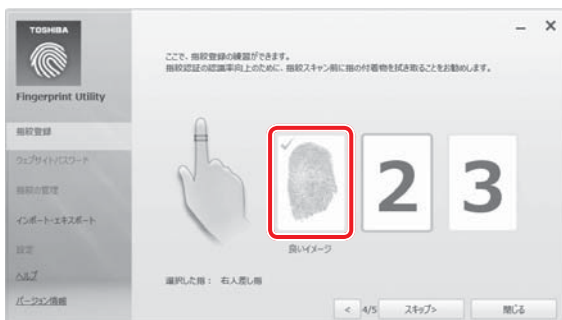 TOSHIBA
Fingerprint Utility
指紋登録
ウェブサイト/パスワード
指紋の管理
インポート・エクスポート
設定
ヘルプ
バージョン情報
ここで、指紋登録の練習ができます。
指紋認証の認識率向上のために、指紋スキャン前に指の付着物を拭き取ることをお勧めします。
2
3
良いイメージ
選択した指： 右人差し指
< 4/5 スキップ> 閉じる